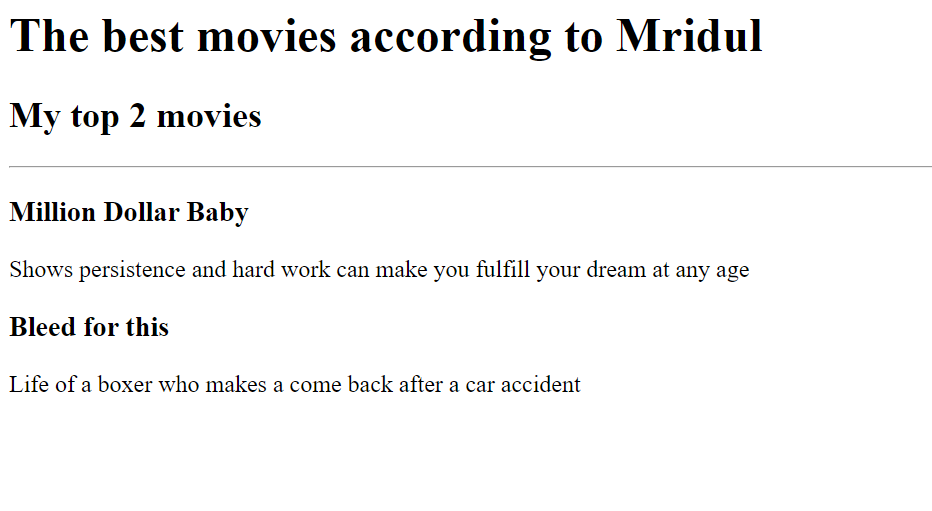 The best movies according to Mridul
My top 2 movies
Million Dollar Baby
Shows persistence and hard work can make you fulfill your dream at any age
Bleed for this
Life of a boxer who makes a come back after a car accident